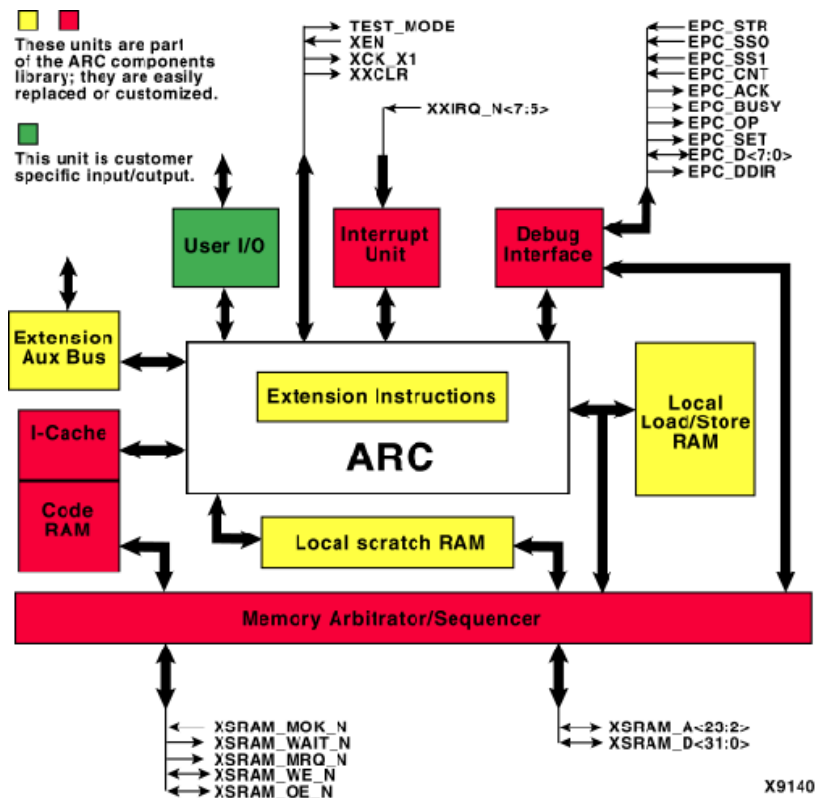 These units are part
of the ARC components
library; they are easily
replaced or customized.
This unit is customer
specific input/output.
TEST_MODE
XEN
XCK_X1
XXCLR
XXIRQ_N<7:5>
EPC_STR
EPC_SS0
EPC_SS1
EPC_CNT
EPC_ACK
EPC_BUSY
EPC_OP
EPC_SET
EPC_D<7:0>
EPC_DDIR
User I/O
Interrupt
Unit
Debug
Interface
Extension
Aux Bus
Extension Instructions
ARC
Local
Load/Store
RAM
I-Cache
Code
RAM
Local scratch RAM
Memory Arbitrator/Sequencer
XSRAM_MOK_N
XSRAM_WAIT_N
XSRAM_MRQ_N
XSRAM_WE_N
XSRAM_OE_N
XSRAM_A<23:2>
XSRAM_D<31:0>
X9140